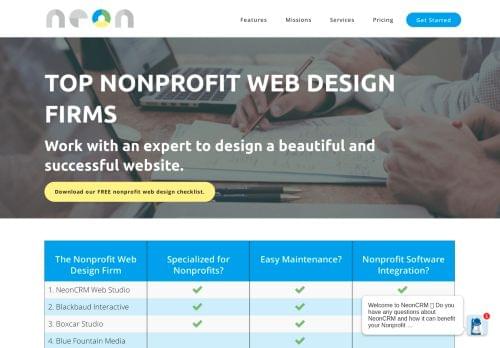 neon
Features Missions Services Pricing Get Started
TOP NONPROFIT WEB DESIGN
FIRMS
Work with an expert to design a beautiful and
successful website.
Download our FREE nonprofit web design checklist.
The Nonprofit Web
Design Firm
Specialized for
Nonprofits?
Easy Maintenance?
Nonprofit Software
Integration?
1. NeonCRM Web Studio
2. Blackbaud Interactive
3. Boxcar Studio
4. Blue Fountain Media
Welcome to NeonCRM Do you
have any questions about
NeonCRM and how it can benefit
your Nonprofit ...
1